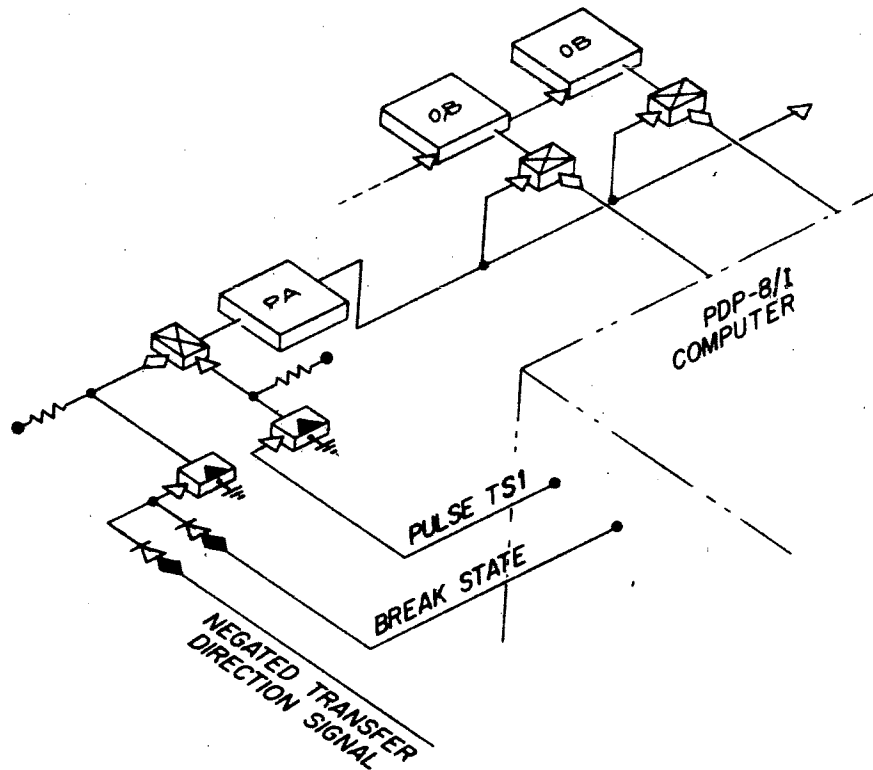 OB
OB
PA
PDP-8/I
COMPUTER
PULSE TS1
BREAK STATE
NEGATED TRANSFER
DIRECTION SIGNAL